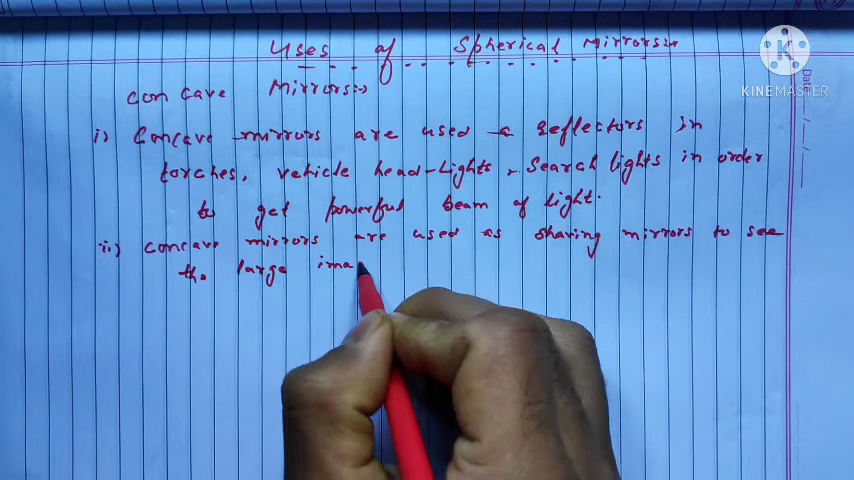 Uses of Spherical Mirrors:→
KINEMASTER
concave Mirrors:→
Date
i) Concave mirrors are used a reflectors in
torches, vehicle head-Lights, Search lights in order
to get powerful beam of light.
ii) concave mirrors are used as shaving mirrors to see
the large ima